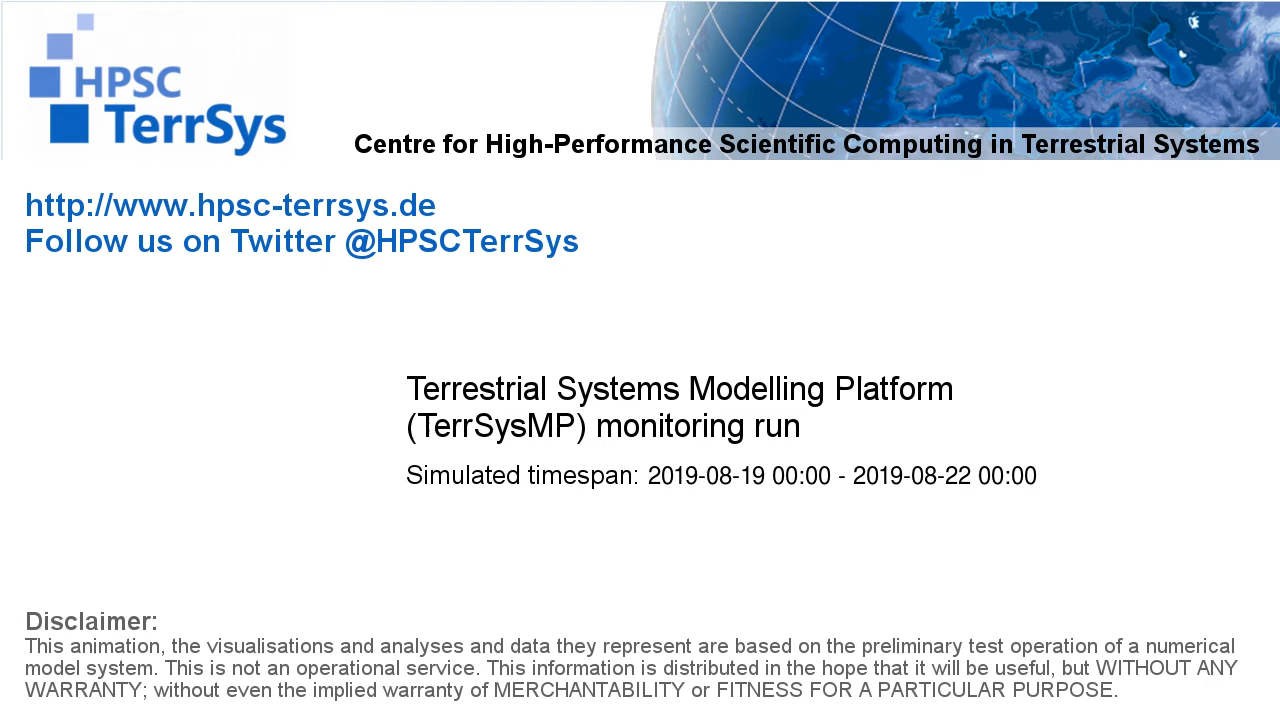 HPSC
TerrSys
Centre for High-Performance Scientific Computing in Terrestrial Systems
http://www.hpsc-terrsys.de
Follow us on Twitter @HPSCTerrSys
Terrestrial Systems Modelling Platform
(TerrSysMP) monitoring run
Simulated timespan: 2019-08-19 00:00 - 2019-08-22 00:00
Disclaimer:
This animation, the visualisations and analyses and data they represent are based on the preliminary test operation of a numerical
model system. This is not an operational service. This information is distributed in the hope that it will be useful, but WITHOUT ANY
WARRANTY; without even the implied warranty of MERCHANTABILITY or FITNESS FOR A PARTICULAR PURPOSE.